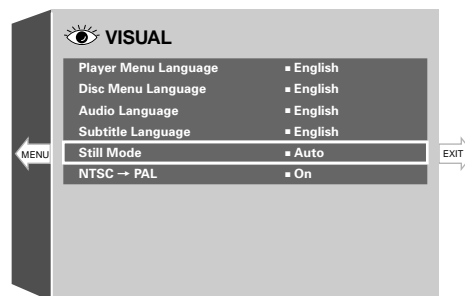 VISUAL
Player Menu Language ▪ English
Disc Menu Language ▪ English
Audio Language ▪ English
Subtitle Language ▪ English
MENU Still Mode ▪ Auto EXIT
NTSC → PAL ▪ On